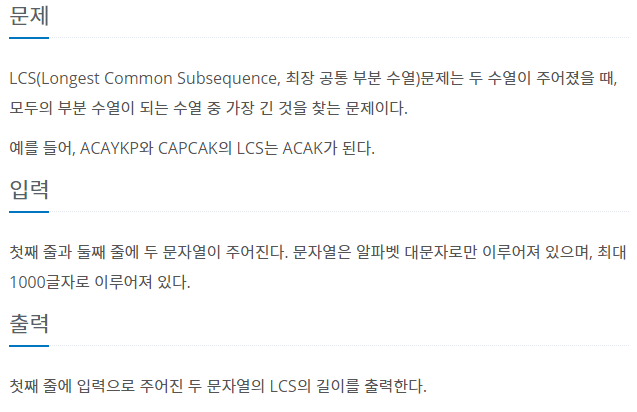 문제
LCS(Longest Common Subsequence, 최장 공통 부분 수열)문제는 두 수열이 주어졌을 때,
모두의 부분 수열이 되는 수열 중 가장 긴 것을 찾는 문제이다.
예를 들어, ACAYKP와 CAPCAK의 LCS는 ACAK가 된다.
입력
첫째 줄과 둘째 줄에 두 문자열이 주어진다. 문자열은 알파벳 대문자로만 이루어져 있으며, 최대
1000글자로 이루어져 있다.
출력
첫째 줄에 입력으로 주어진 두 문자열의 LCS의 길이를 출력한다.